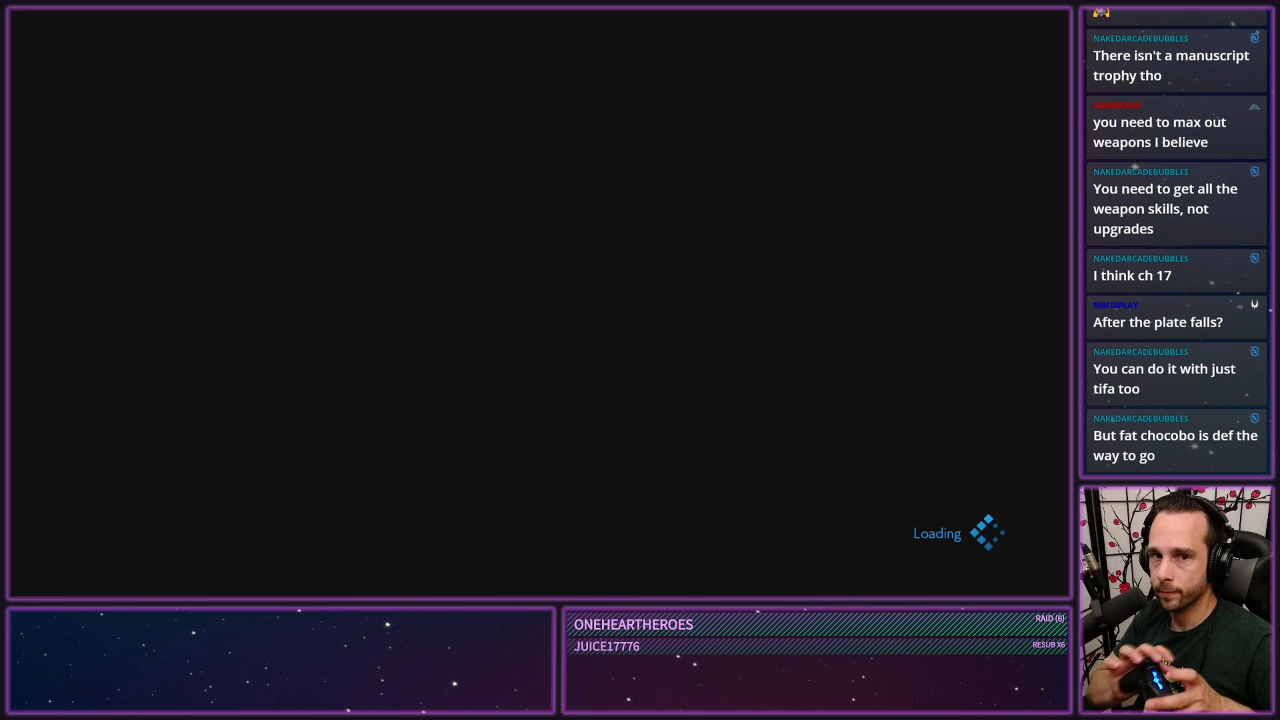 NAKEDARCADEBUBBLES
There isn't a manuscript
trophy tho
you need to max out
weapons I believe
NAKEDARCADEBUBBLES
You need to get all the
weapon skills, not
upgrades
NAKEDARCADEBUBBLES
I think ch 17
NIN10PLAY
After the plate falls?
NAKEDARCADEBUBBLES
You can do it with just
tifa too
NAKEDARCADEBUBBLES
But fat chocobo is def the
way to go
Loading
ONEHEARTHEROES RAID (6)
JUICE17776 RESUB X6